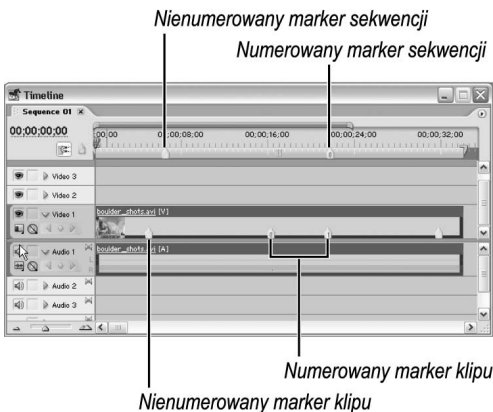 Nienumerowany marker sekwencji
Numerowany marker sekwencji
Timeline
Sequence 01
00;00;00;00
;00;00
00;00;08;00
00;00;16;00
00;00;24;00
00;00;32;00
Video 3
Video 2
Video 1
boulder_shots.avi [V]
Audio 1
boulder_shots.avi [A]
L
R
Audio 2
Audio 3
Numerowany marker klipu
Nienumerowany marker klipu